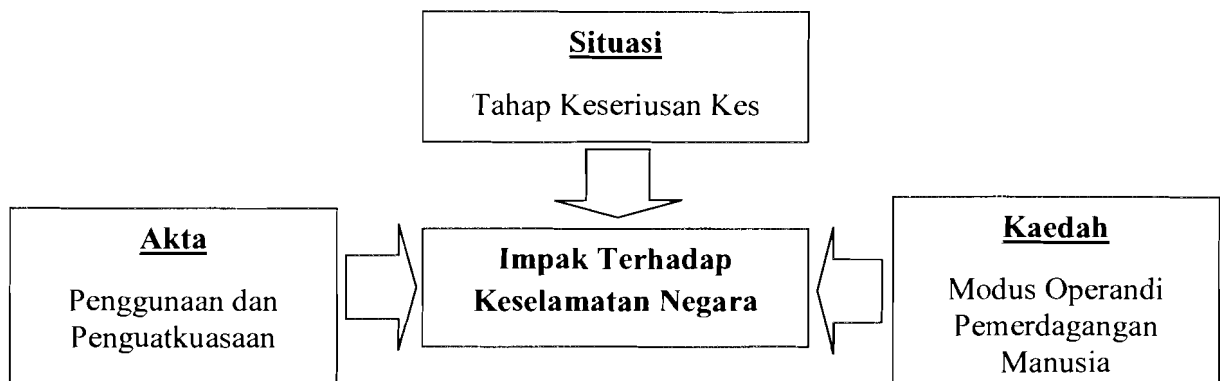 Situasi
Tahap Keseriusan Kes
Akta
Penggunaan dan
Penguatkuasaan
Impak Terhadap
Keselamatan Negara
Kaedah
Modus Operandi
Pemerdagangan
Manusia